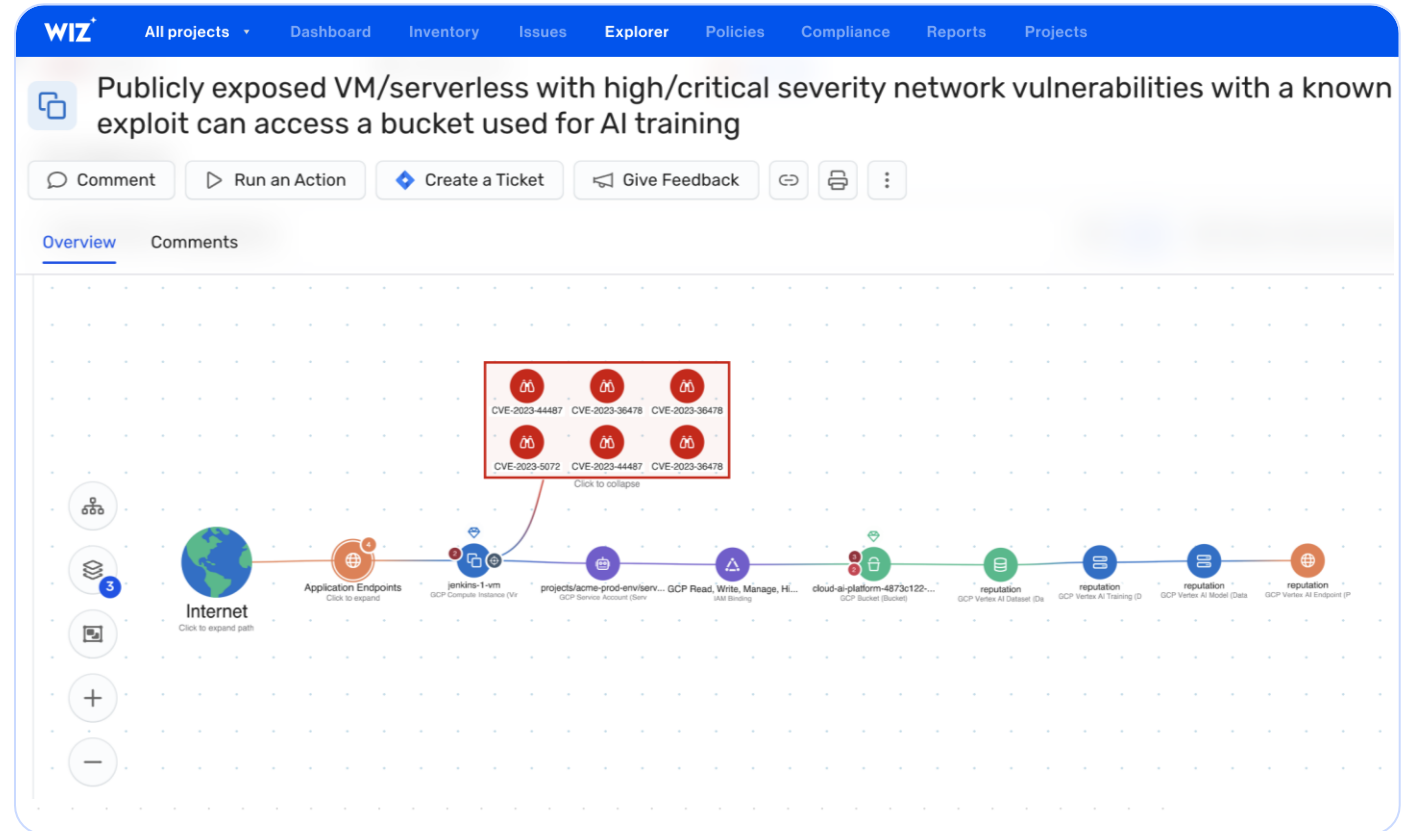 WIZ
All projects Dashboard Inventory Issues Explorer Policies Compliance Reports Projects
Publicly exposed VM/serverless with high/critical severity network vulnerabilities with a known
exploit can access a bucket used for AI training
Comment Run an Action Create a Ticket Give Feedback
Overview Comments
CVE-2023-44487 CVE-2023-36478 CVE-2023-36478
CVE-2023-5072 CVE-2023-44487 CVE-2023-36478
Click to collapse
3
4
2
3
2
Internet
Click to expand path
Application Endpoints
Click to expand
jenkins-1-vm
GCP Compute Instance (Vir
projects/acme-prod-env/serv...
GCP Service Account (Serv
GCP Read, Write, Manage, Hi...
IAM Binding
cloud-ai-platform-4873c122-...
GCP Bucket (Bucket)
reputation
GCP Vertex AI Dataset (Da
reputation
GCP Vertex AI Training (D
reputation
GCP Vertex AI Model (Data
reputation
GCP Vertex AI Endpoint (P